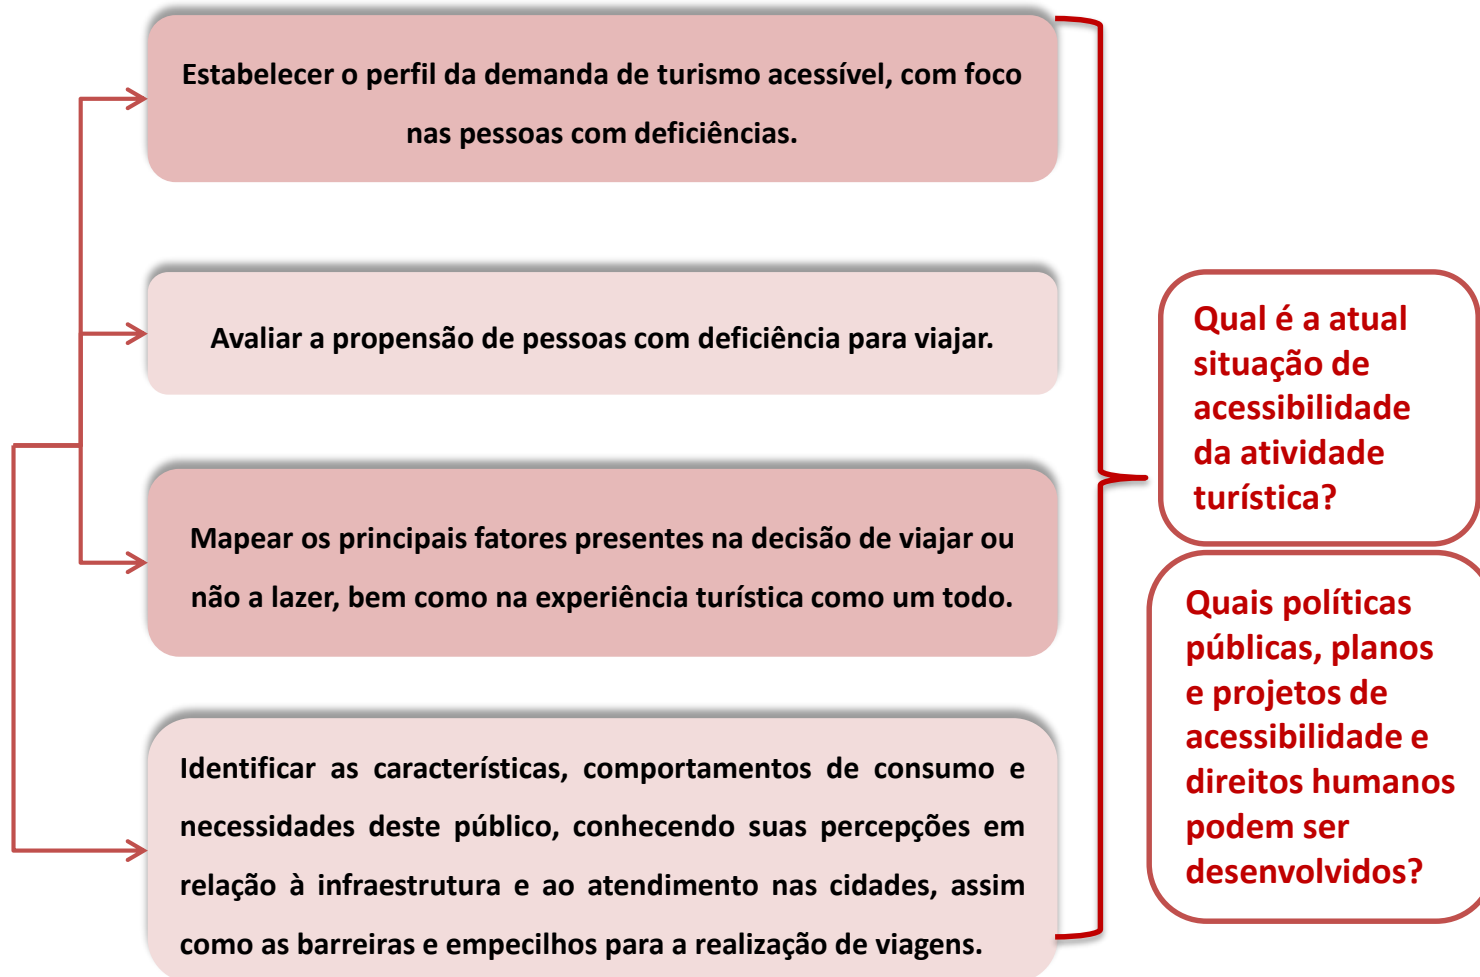 Estabelecer o perfil da demanda de turismo acessível, com foco
nas pessoas com deficiências.
Avaliar a propensão de pessoas com deficiência para viajar.
Mapear os principais fatores presentes na decisão de viajar ou
não a lazer, bem como na experiência turística como um todo.
Identificar as características, comportamentos de consumo e
necessidades deste público, conhecendo suas percepções em
relação à infraestrutura e ao atendimento nas cidades, assim
como as barreiras e empecilhos para a realização de viagens.
Qual é a atual
situação de
acessibilidade
da atividade
turística?
Quais políticas
públicas, planos
e projetos de
acessibilidade e
direitos humanos
podem ser
desenvolvidos?